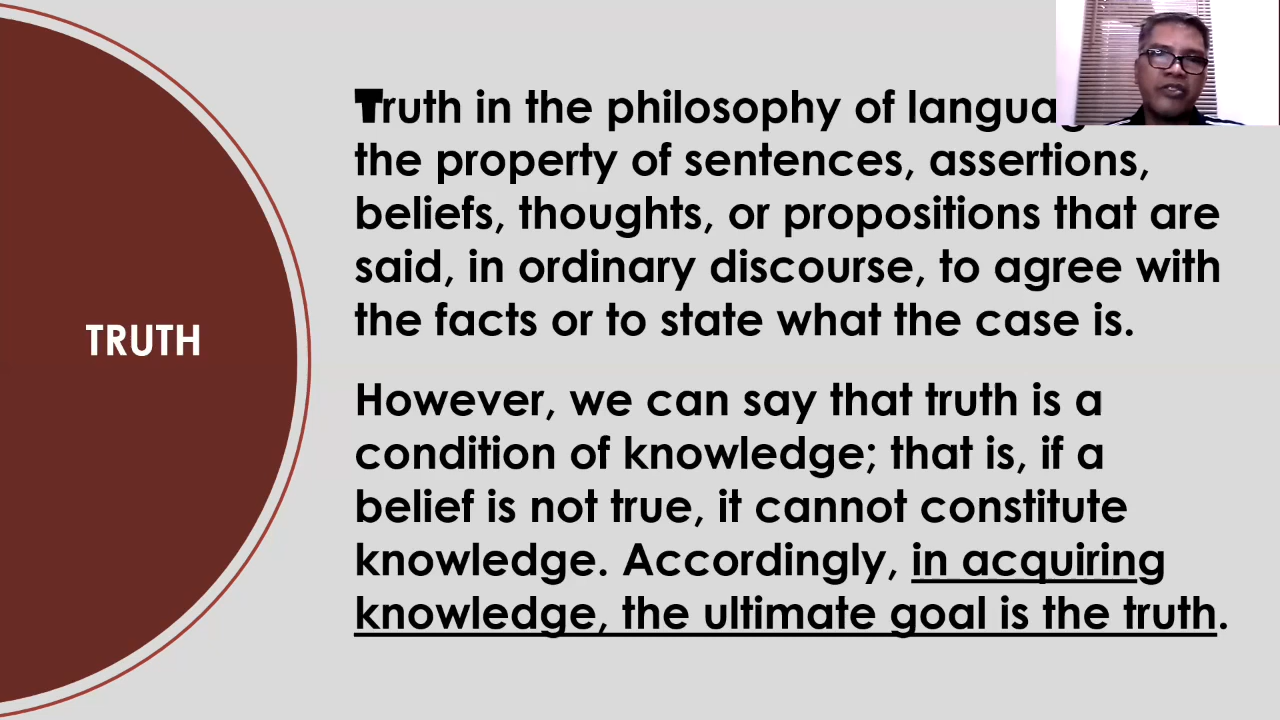 TRUTH
Truth in the philosophy of
the property of sentences, assertions,
beliefs, thoughts, or propositions that are
said, in ordinary discourse, to agree with
the facts or to state what the case is.
However, we can say that truth is a
condition of knowledge; that is, if a
belief is not true, it cannot constitute
knowledge. Accordingly, in acquiring
knowledge, the ultimate goal is the truth.